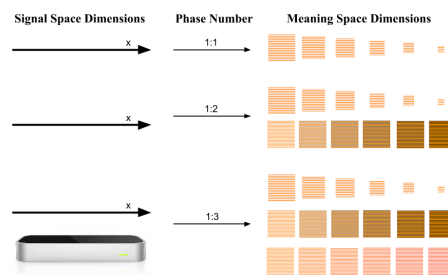 Signal Space Dimensions Phase Number Meaning Space Dimensions
x 1:1
x 1:2
x 1:3